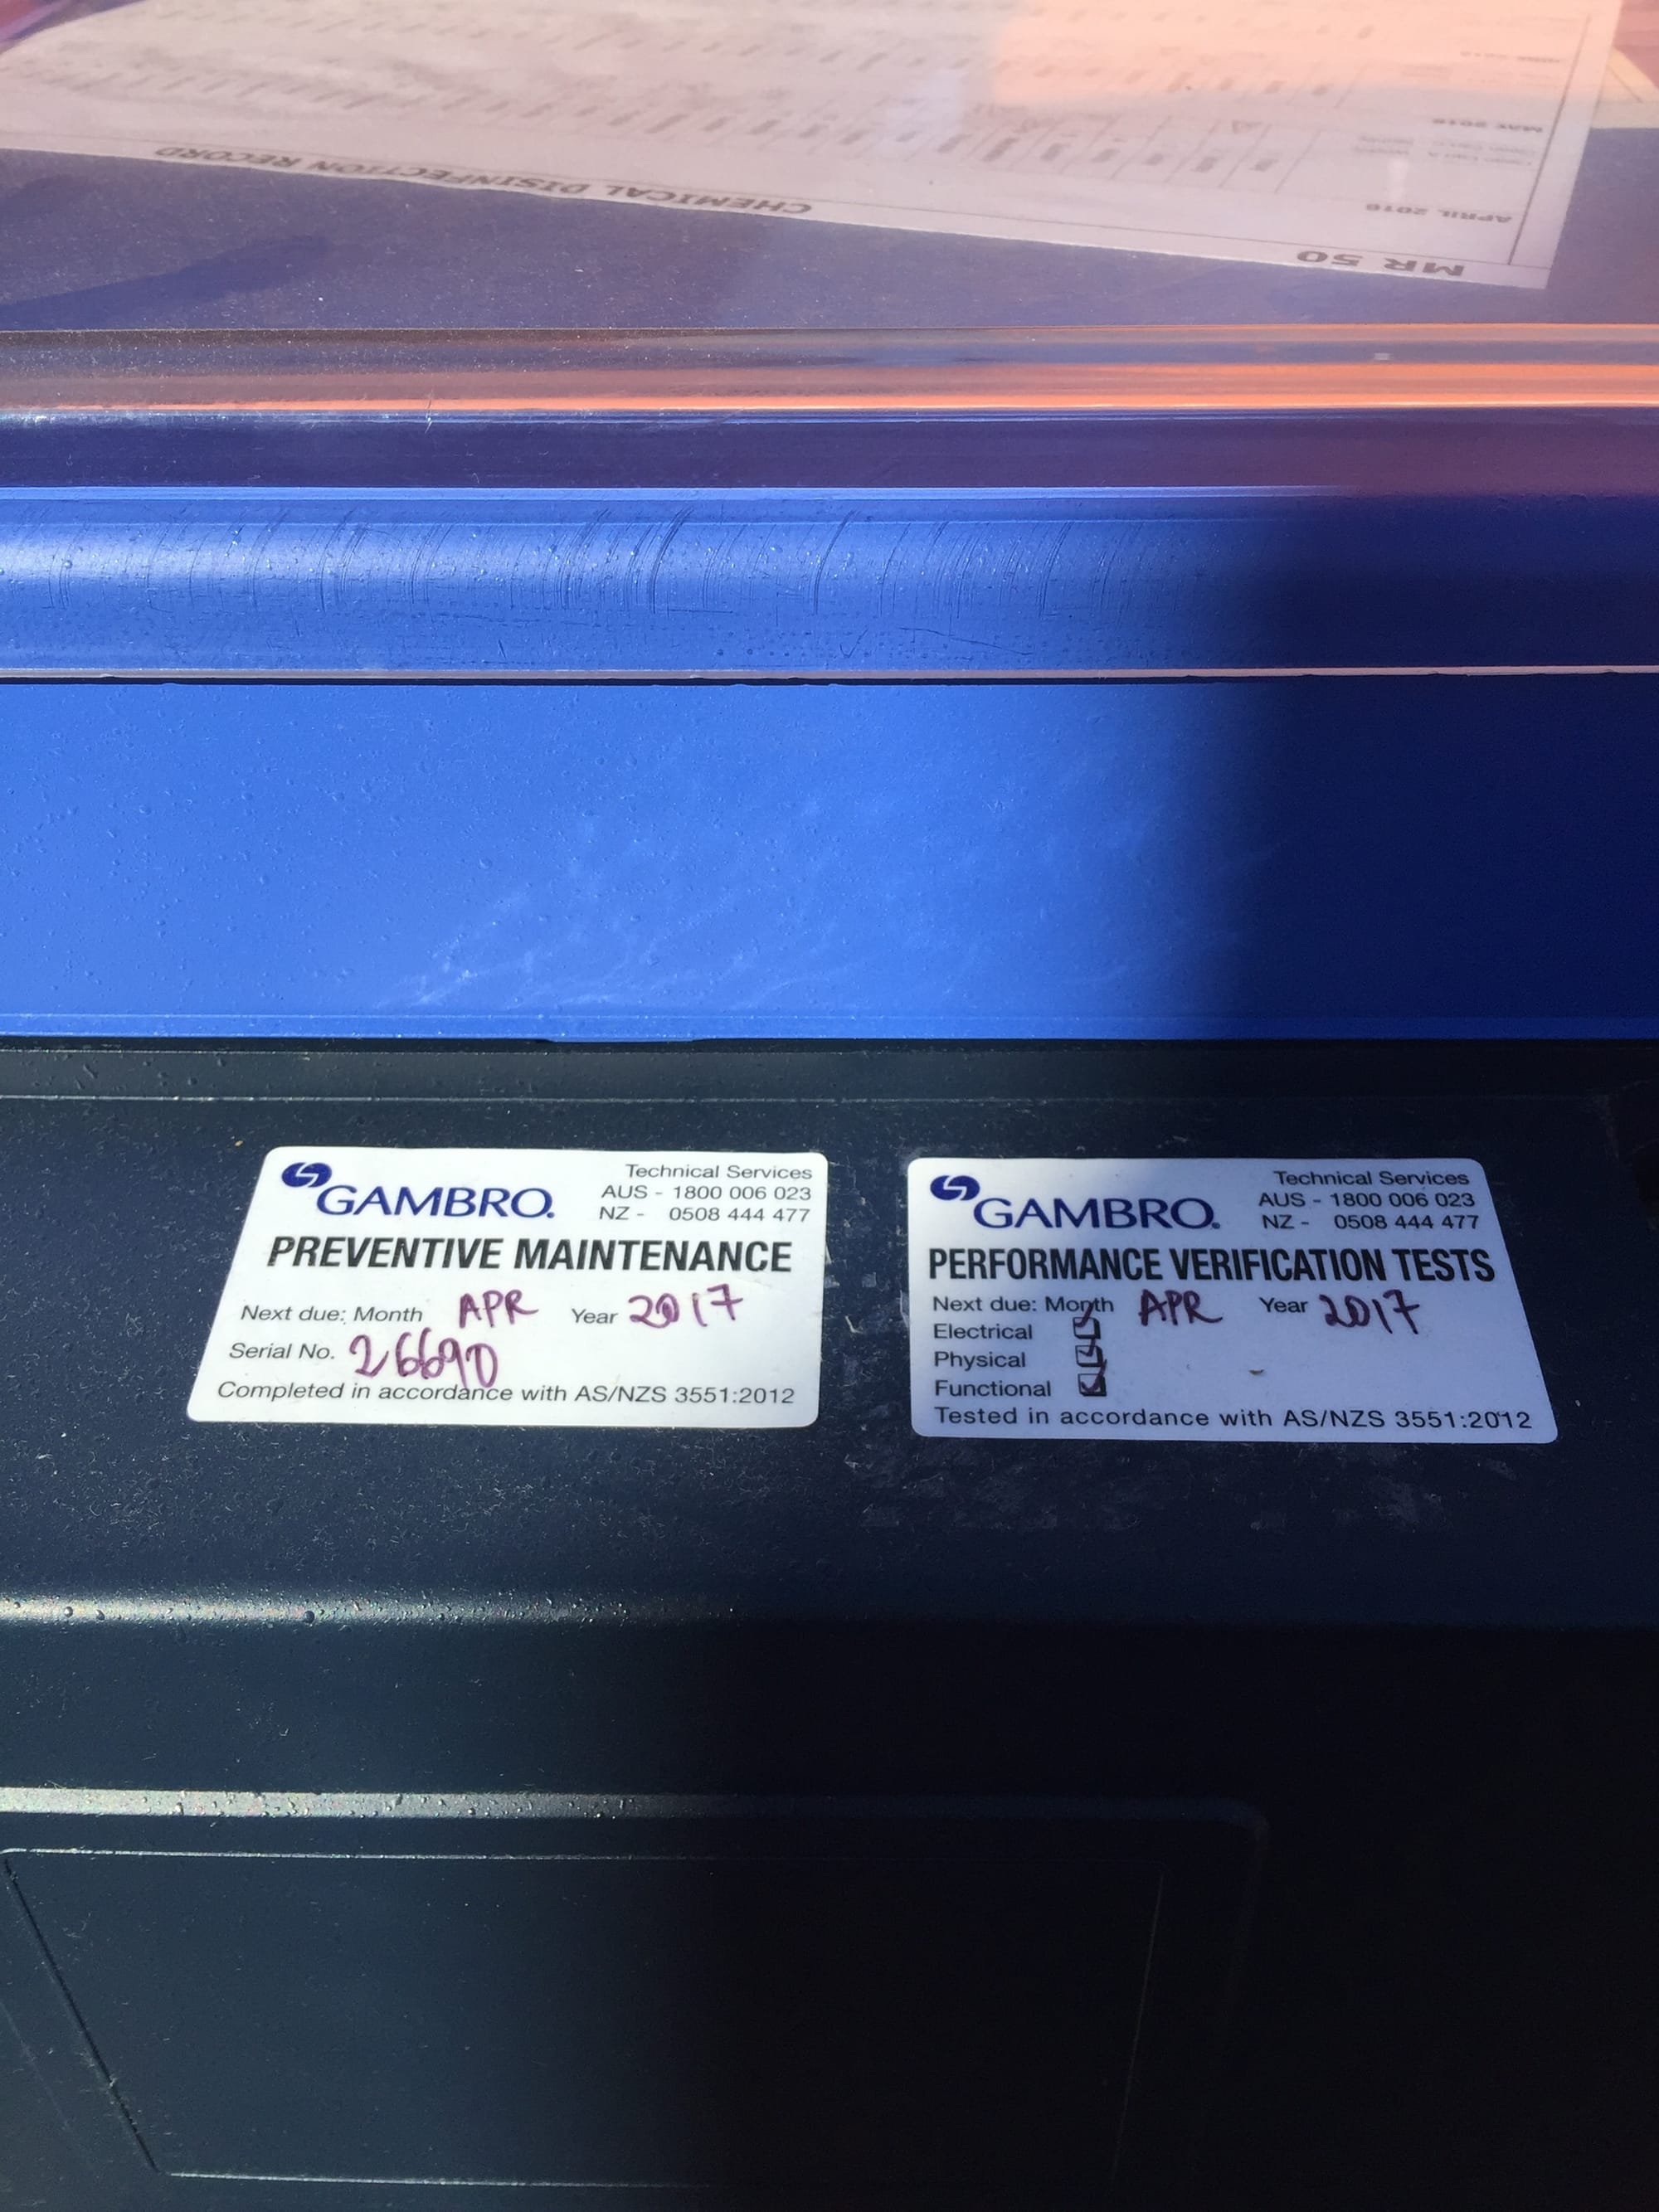 MR 50
CHEMICAL DISINFECTION RECORD
APRIL 2016
MAY 2016
GAMBRO.
Technical Services
AUS - 1800 006 023
NZ - 0508 444 477
PREVENTIVE MAINTENANCE
Next due: Month APR Year 2017
Serial No. 26690
Completed in accordance with AS/NZS 3551:2012
GAMBRO.
Technical Services
AUS - 1800 006 023
NZ - 0508 444 477
PERFORMANCE VERIFICATION TESTS
Next due: Month APR Year 2017
Electrical
Physical
Functional
Tested in accordance with AS/NZS 3551:2012